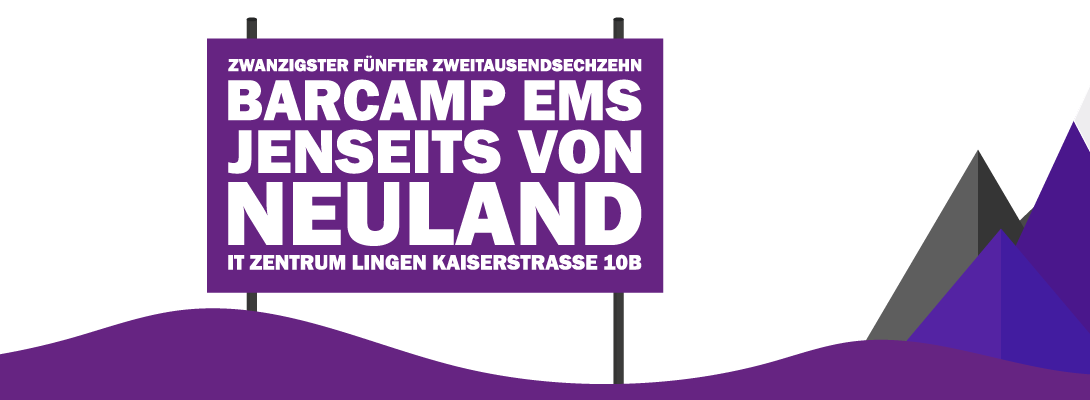 ZWANZIGSTER FÜNFTER ZWEITAUSENDSECHZEHN
BARCAMP EMS
JENSEITS VON
NEULAND
IT ZENTRUM LINGEN KAISERSTRASSE 10B